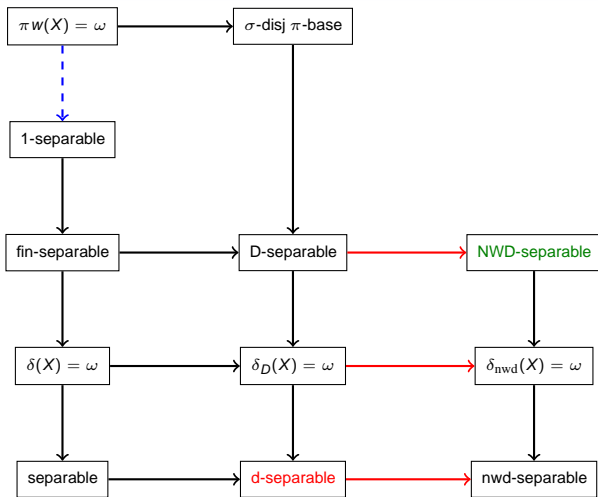 πw(X) = ω
σ-disj π-base
1-separable
fin-separable
D-separable
NWD-separable
δ(X) = ω
δ_D(X) = ω
δ_nwd(X) = ω
separable
d-separable
nwd-separable